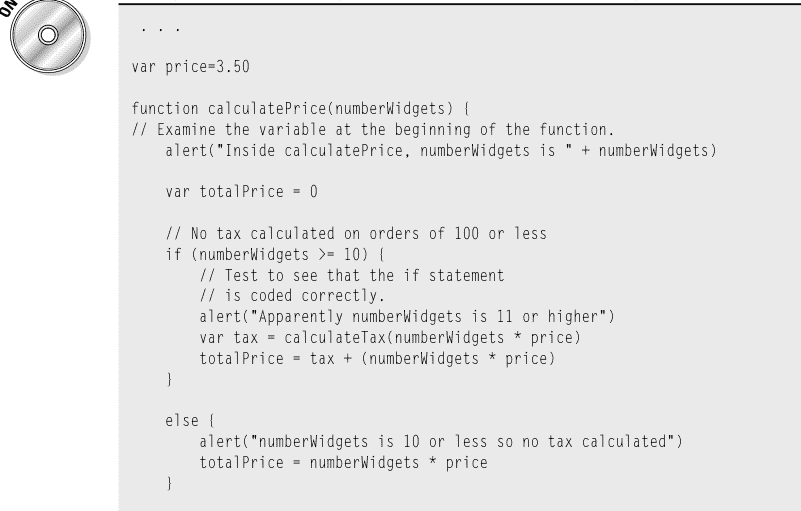 ON
. . .
var price=3.50
function calculatePrice(numberWidgets) {
// Examine the variable at the beginning of the function.
alert("Inside calculatePrice, numberWidgets is " + numberWidgets)
var totalPrice = 0
// No tax calculated on orders of 100 or less
if (numberWidgets >= 10) {
// Test to see that the if statement
// is coded correctly.
alert("Apparently numberWidgets is 11 or higher")
var tax = calculateTax(numberWidgets * price)
totalPrice = tax + (numberWidgets * price)
}
else {
alert("numberWidgets is 10 or less so no tax calculated")
totalPrice = numberWidgets * price
}